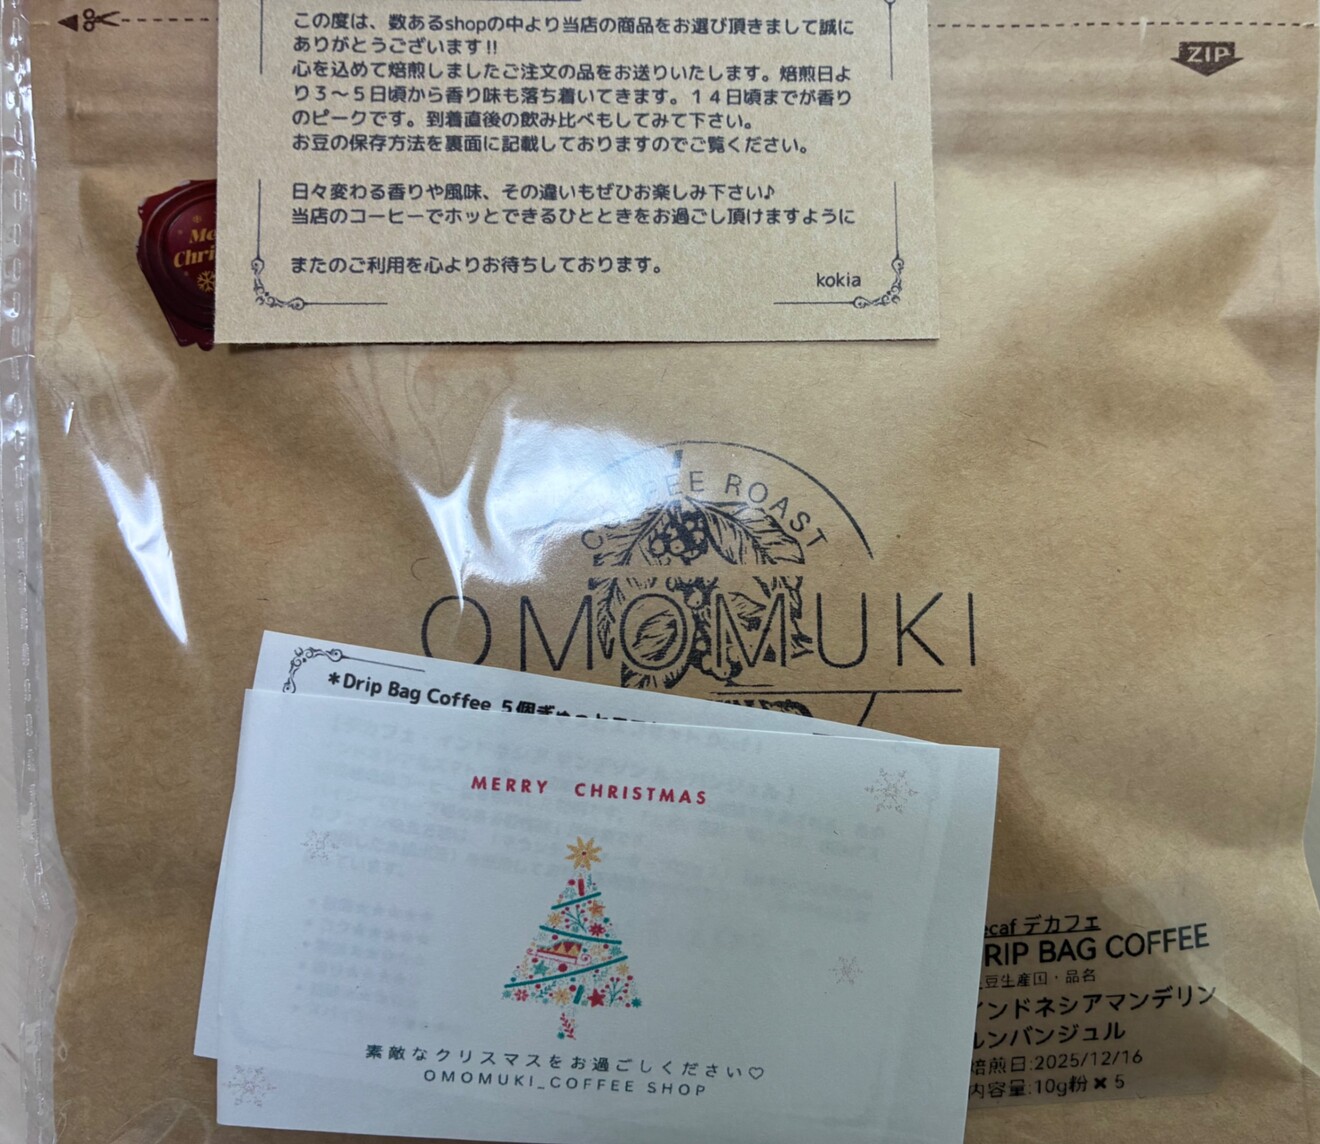 この度は、数あるshopの中より当店の商品をお選び頂きまして誠に
ありがとうございます!!
心を込めて焙煎しましたご注文の品をお送りいたします。焙煎日よ
り3～5日頃から香り味も落ち着いてきます。14日頃までが香り
のピークです。到着直後の飲み比べもしてみて下さい。
お豆の保存方法を裏面に記載しておりますのでご覧ください。
日々変わる香りや風味、その違いもぜひお楽しみ下さい♪
当店のコーヒーでホッとできるひとときをお過ごし頂けますように
またのご利用を心よりお待ちしております。
kokia
ZIP
Me
Chri
COFFEE ROAST
OMOMUKI
*Drip Bag Coffee 5個
MERRY CHRISTMAS
素敵なクリスマスをお過ごしください♡
OMOMUKI_COFFEE SHOP
ecaf デカフェ
RIP BAG COFFEE
豆生産国・品名
ンドネシアマンデリン
ルンバンジュル
焙煎日:2025/12/16
内容量:10g粉✖5